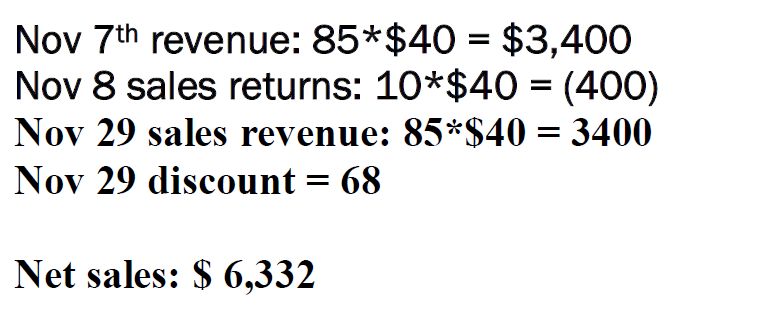 Nov 7th revenue: 85*$40 = $3,400
Nov 8 sales returns: 10*$40 = (400)
Nov 29 sales revenue: 85*$40 = 3400
Nov 29 discount = 68
Net sales: $ 6,332